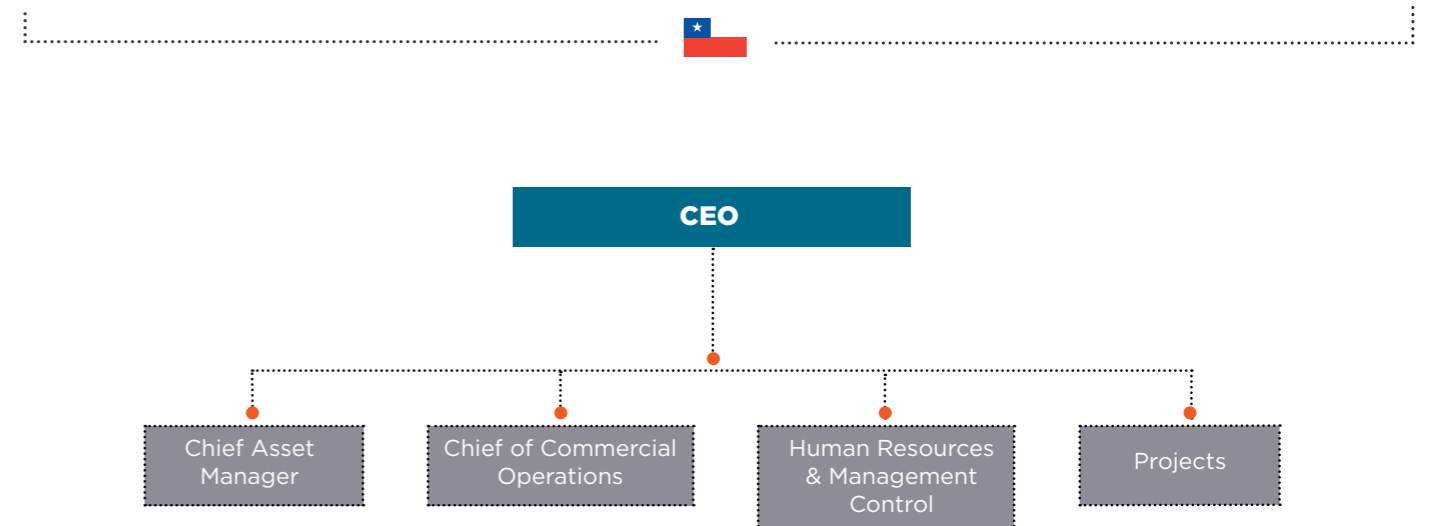 CEO
Chief Asset
Manager
Chief of Commercial
Operations
Human Resources
& Management
Control
Projects